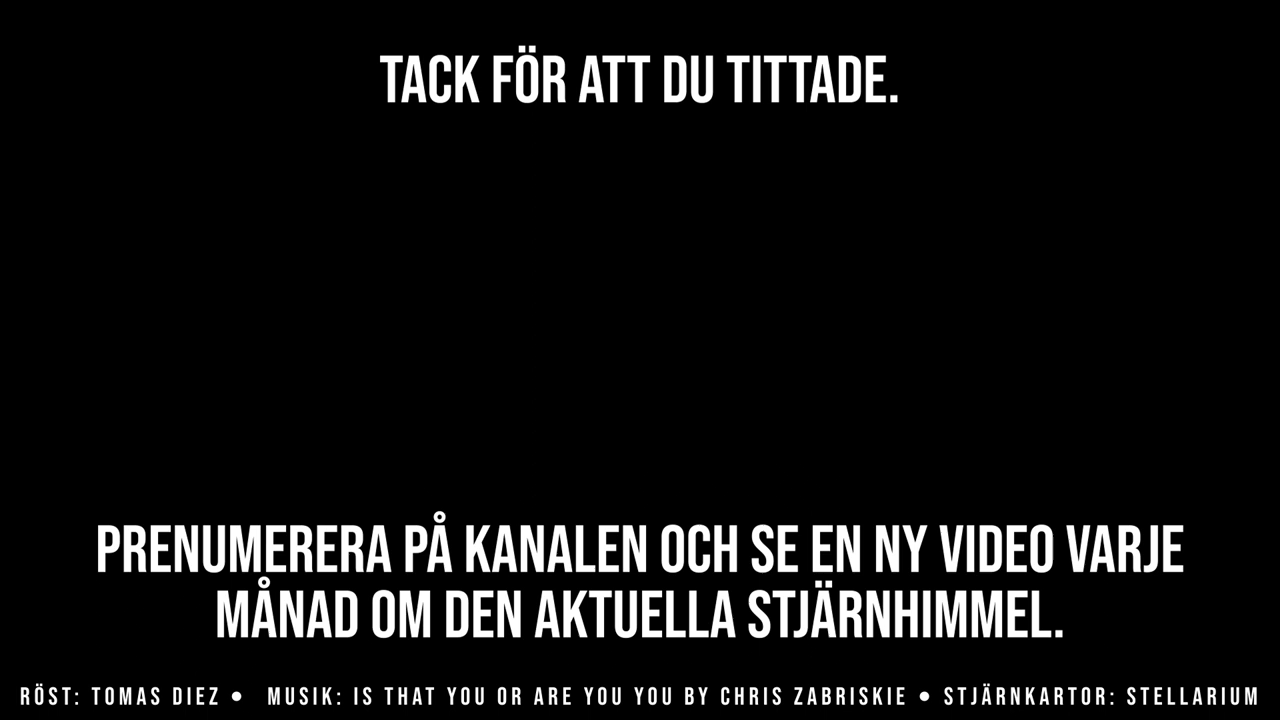 TACK FÖR ATT DU TITTADE.
PRENUMERERA PÅ KANALEN OCH SE EN NY VIDEO VARJE
MÅNAD OM DEN AKTUELLA STJÄRNHIMMEL.
RÖST: TOMAS DIEZ ● MUSIK: IS THAT YOU OR ARE YOU YOU BY CHRIS ZABRISKIE ● STJÄRNKARTOR: STELLARIUM